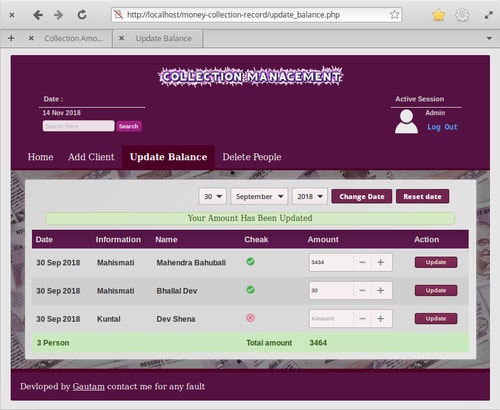 http://localhost/money-collection-record/update_balance.php
Collection Amo...
Update Balance
COLLECTION MANAGEMENT
Date :
14 Nov 2018
Search Here
Search
Active Session
Admin
Log Out
Home Add Client Update Balance Delete People
30 September 2018 Change Date Reset date
Your Amount Has Been Updated
Date Information Name Cheak Amount Action
30 Sep 2018 Mahismati Mahendra Bahubali 3434 Update
30 Sep 2018 Mahismati Bhallal Dev 30 Update
30 Sep 2018 Kuntal Dev Shena Amount Update
3 Person Total amount 3464
Devloped by Gautam contact me for any fault